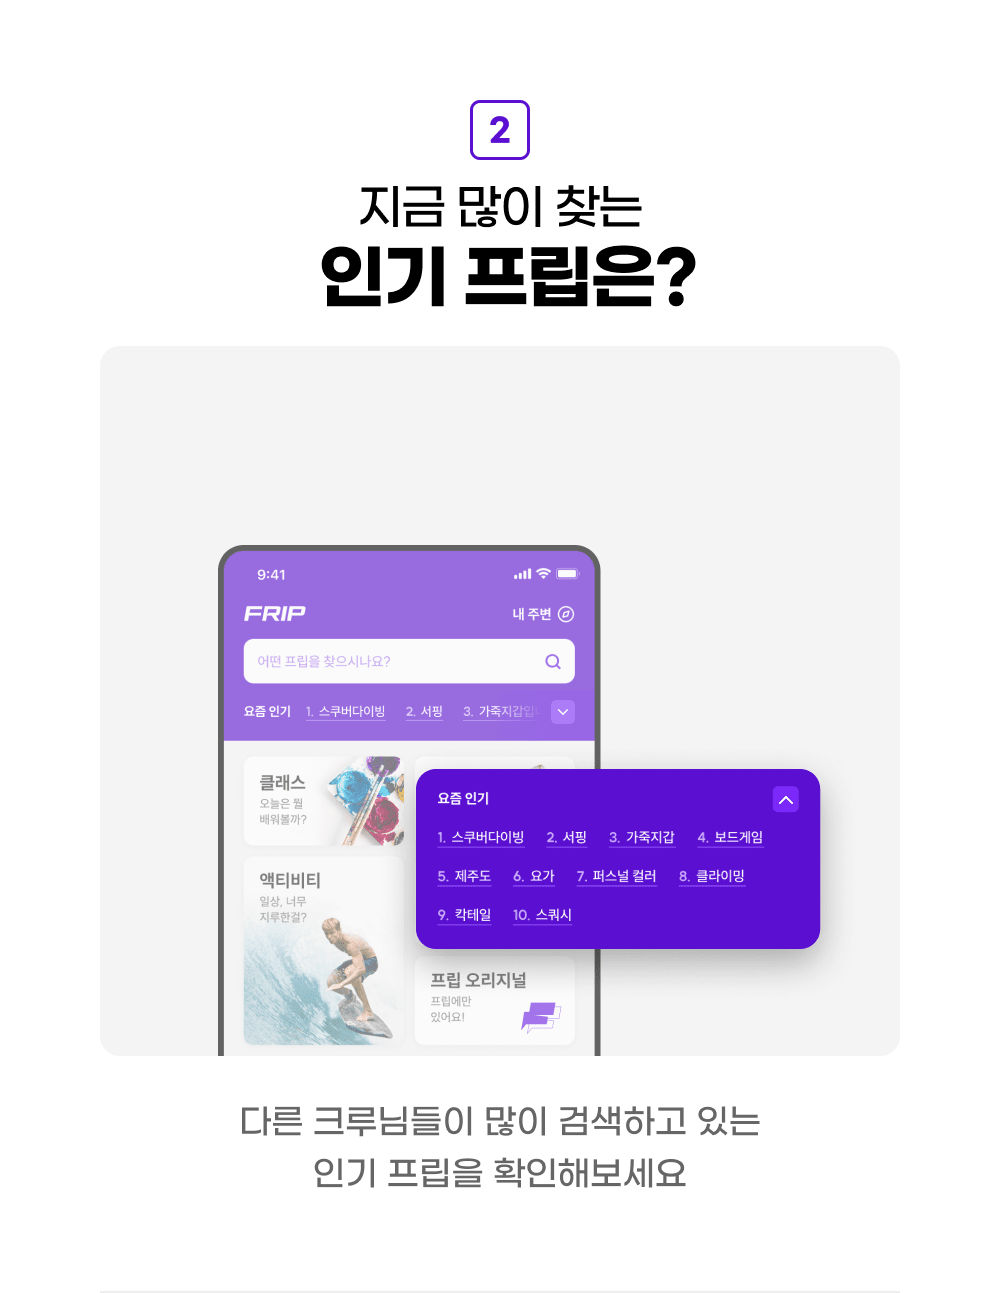 2
지금 많이 찾는
인기 프립은?
9:41
FRIP
내 주변
어떤 프립을 찾으시나요?
요즘 인기 1. 스쿠버다이빙 2. 서핑 3. 가죽지갑입니
클래스
오늘은 뭘
배워볼까?
요즘 인기
1. 스쿠버다이빙 2. 서핑 3. 가죽지갑 4. 보드게임
5. 제주도 6. 요가 7. 퍼스널 컬러 8. 클라이밍
9. 칵테일 10. 스쿼시
액티비티
일상, 너무
지루한걸?
프립 오리지널
프립에만
있어요!
다른 크루님들이 많이 검색하고 있는
인기 프립을 확인해보세요